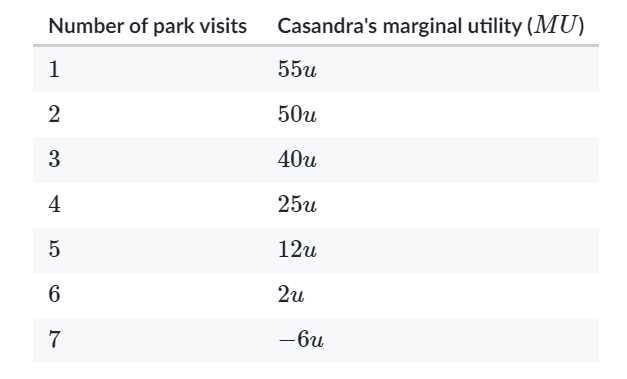 Number of park visits Casandra's marginal utility (MU)
1 55u
2 50u
3 40u
4 25u
5 12u
6 2u
7 −6u